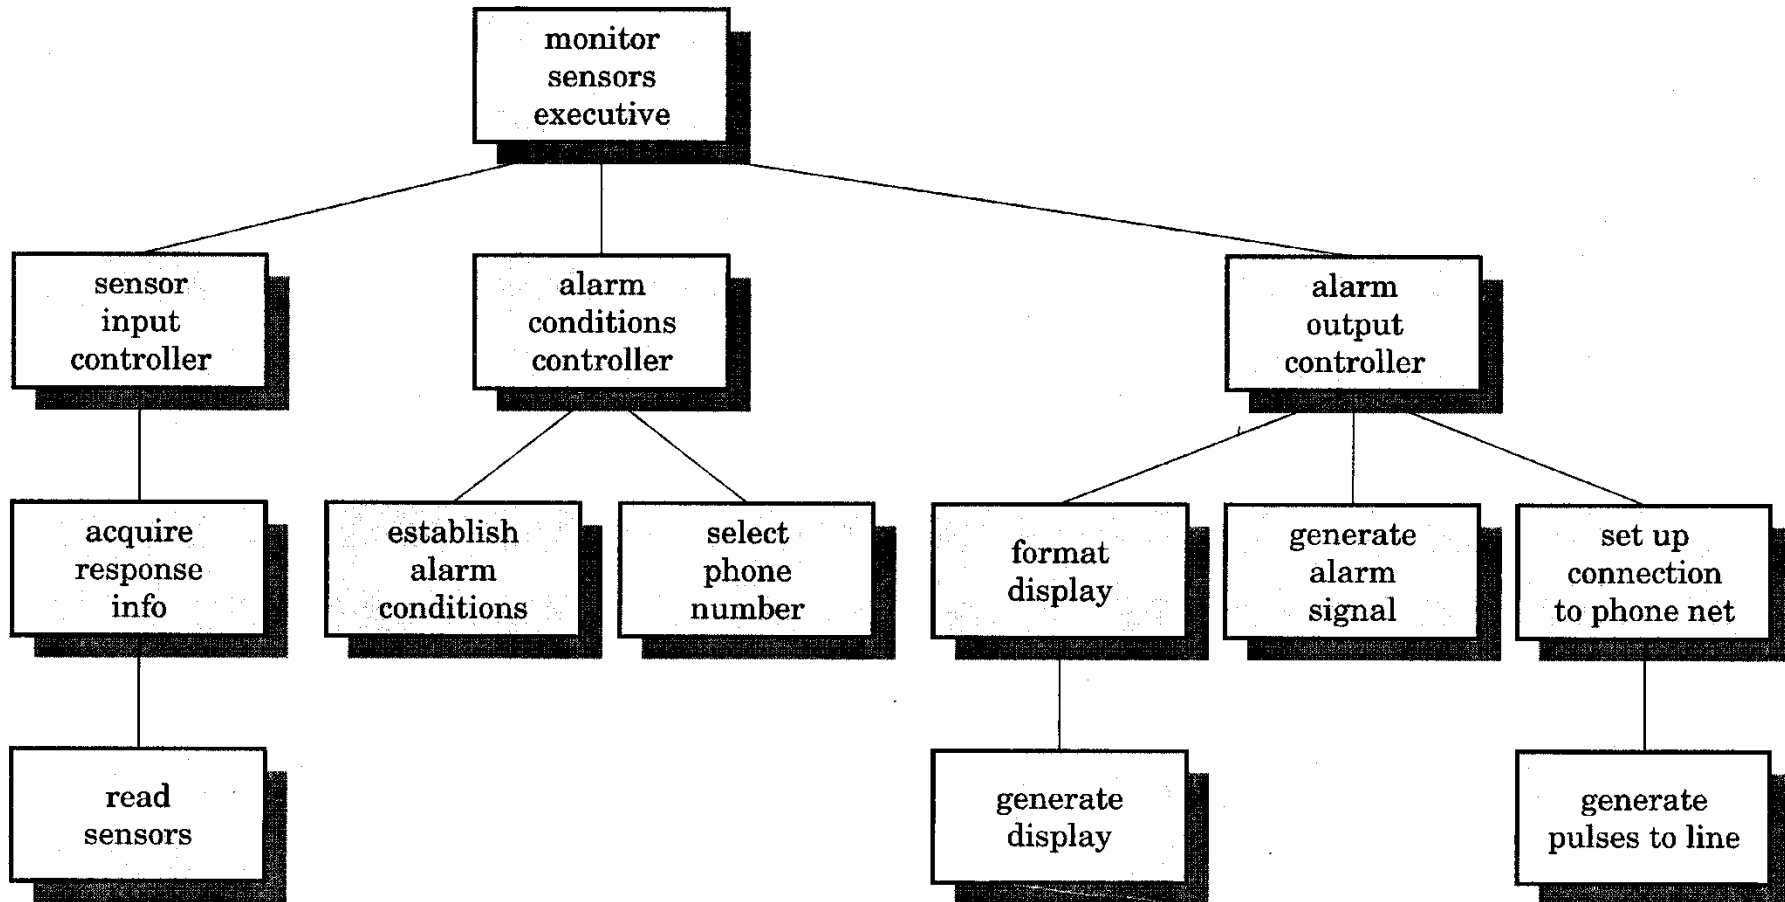 monitor
sensors
executive
sensor
input
controller
alarm
conditions
controller
alarm
output
controller
acquire
response
info
establish
alarm
conditions
select
phone
number
format
display
generate
alarm
signal
set up
connection
to phone net
read
sensors
generate
display
generate
pulses to line